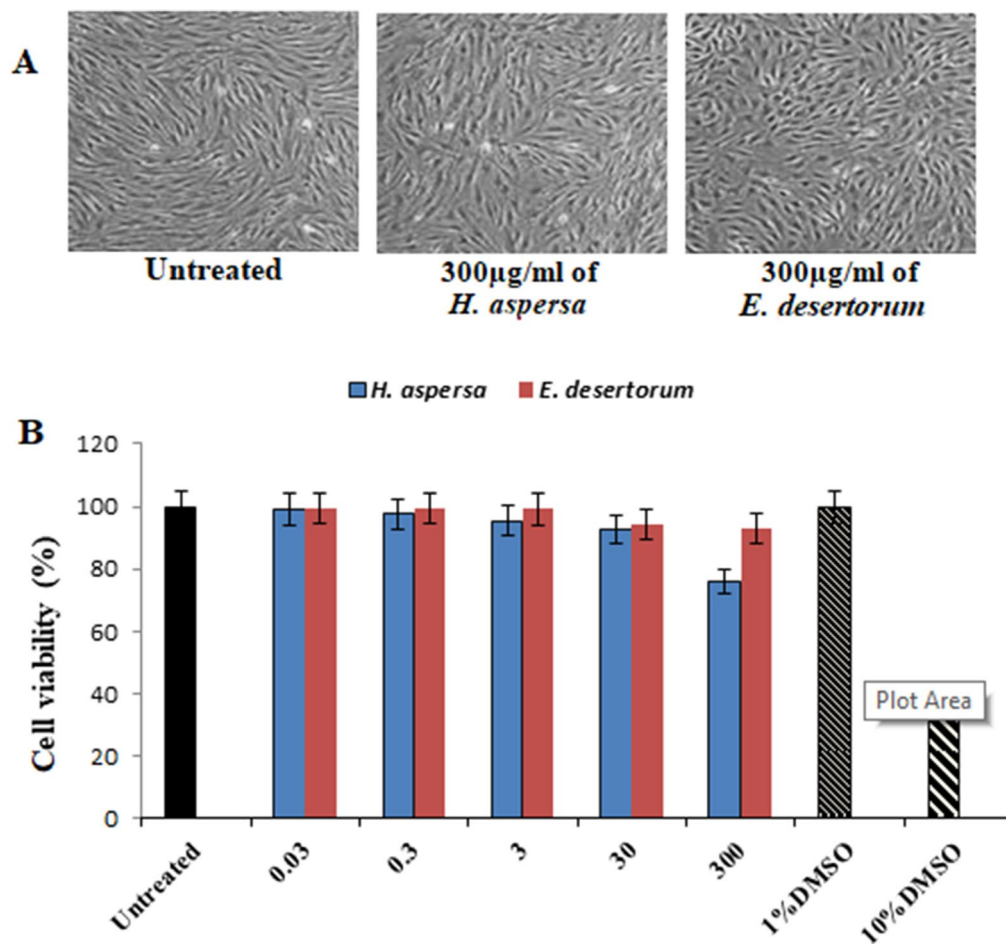 A
Untreated
300µg/ml of
H. aspersa
300µg/ml of
E. desertorum
H. aspersa E. desertorum
B
Cell viability (%)
120
100
80
60
40
20
0
Plot Area
Untreated
0.03
0.3
3
30
300
1%DMSO
10%DMSO